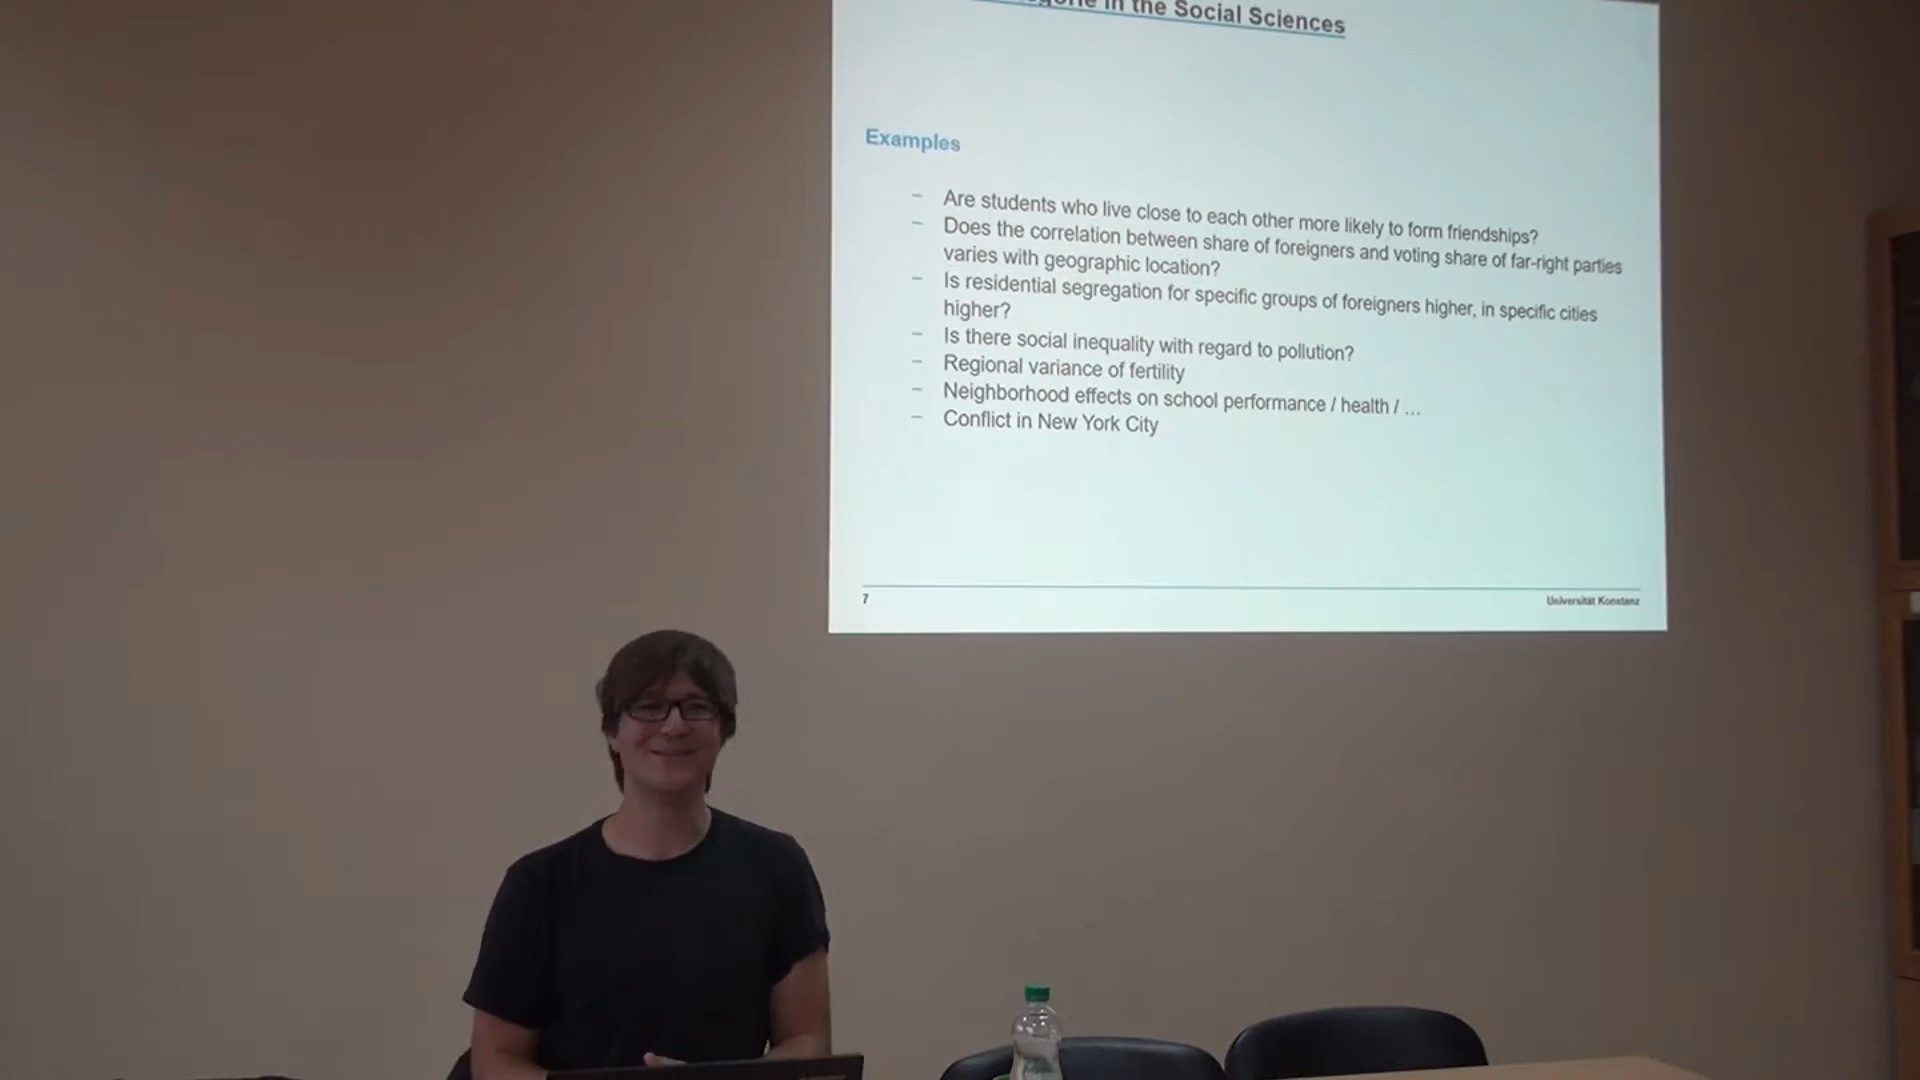 in the Social Sciences
Examples
– Are students who live close to each other more likely to form friendships?
– Does the correlation between share of foreigners and voting share of far-right parties
varies with geographic location?
– Is residential segregation for specific groups of foreigners higher, in specific cities
higher?
– Is there social inequality with regard to pollution?
– Regional variance of fertility
– Neighborhood effects on school performance / health / ...
– Conflict in New York City
7
Universität Konstanz